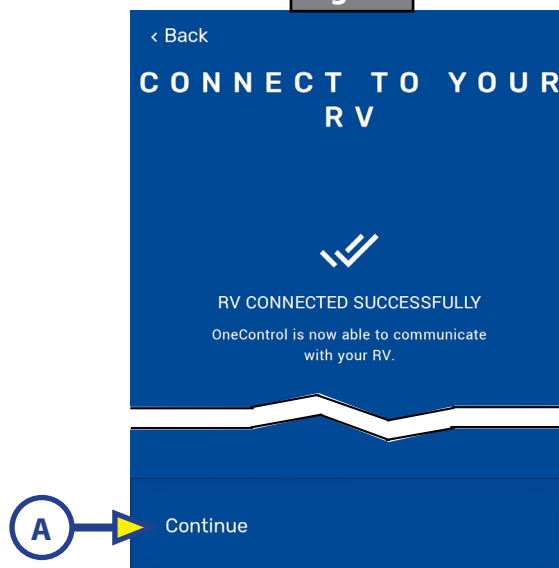 < Back
CONNECT TO YOUR
RV
RV CONNECTED SUCCESSFULLY
OneControl is now able to communicate
with your RV.
A
Continue